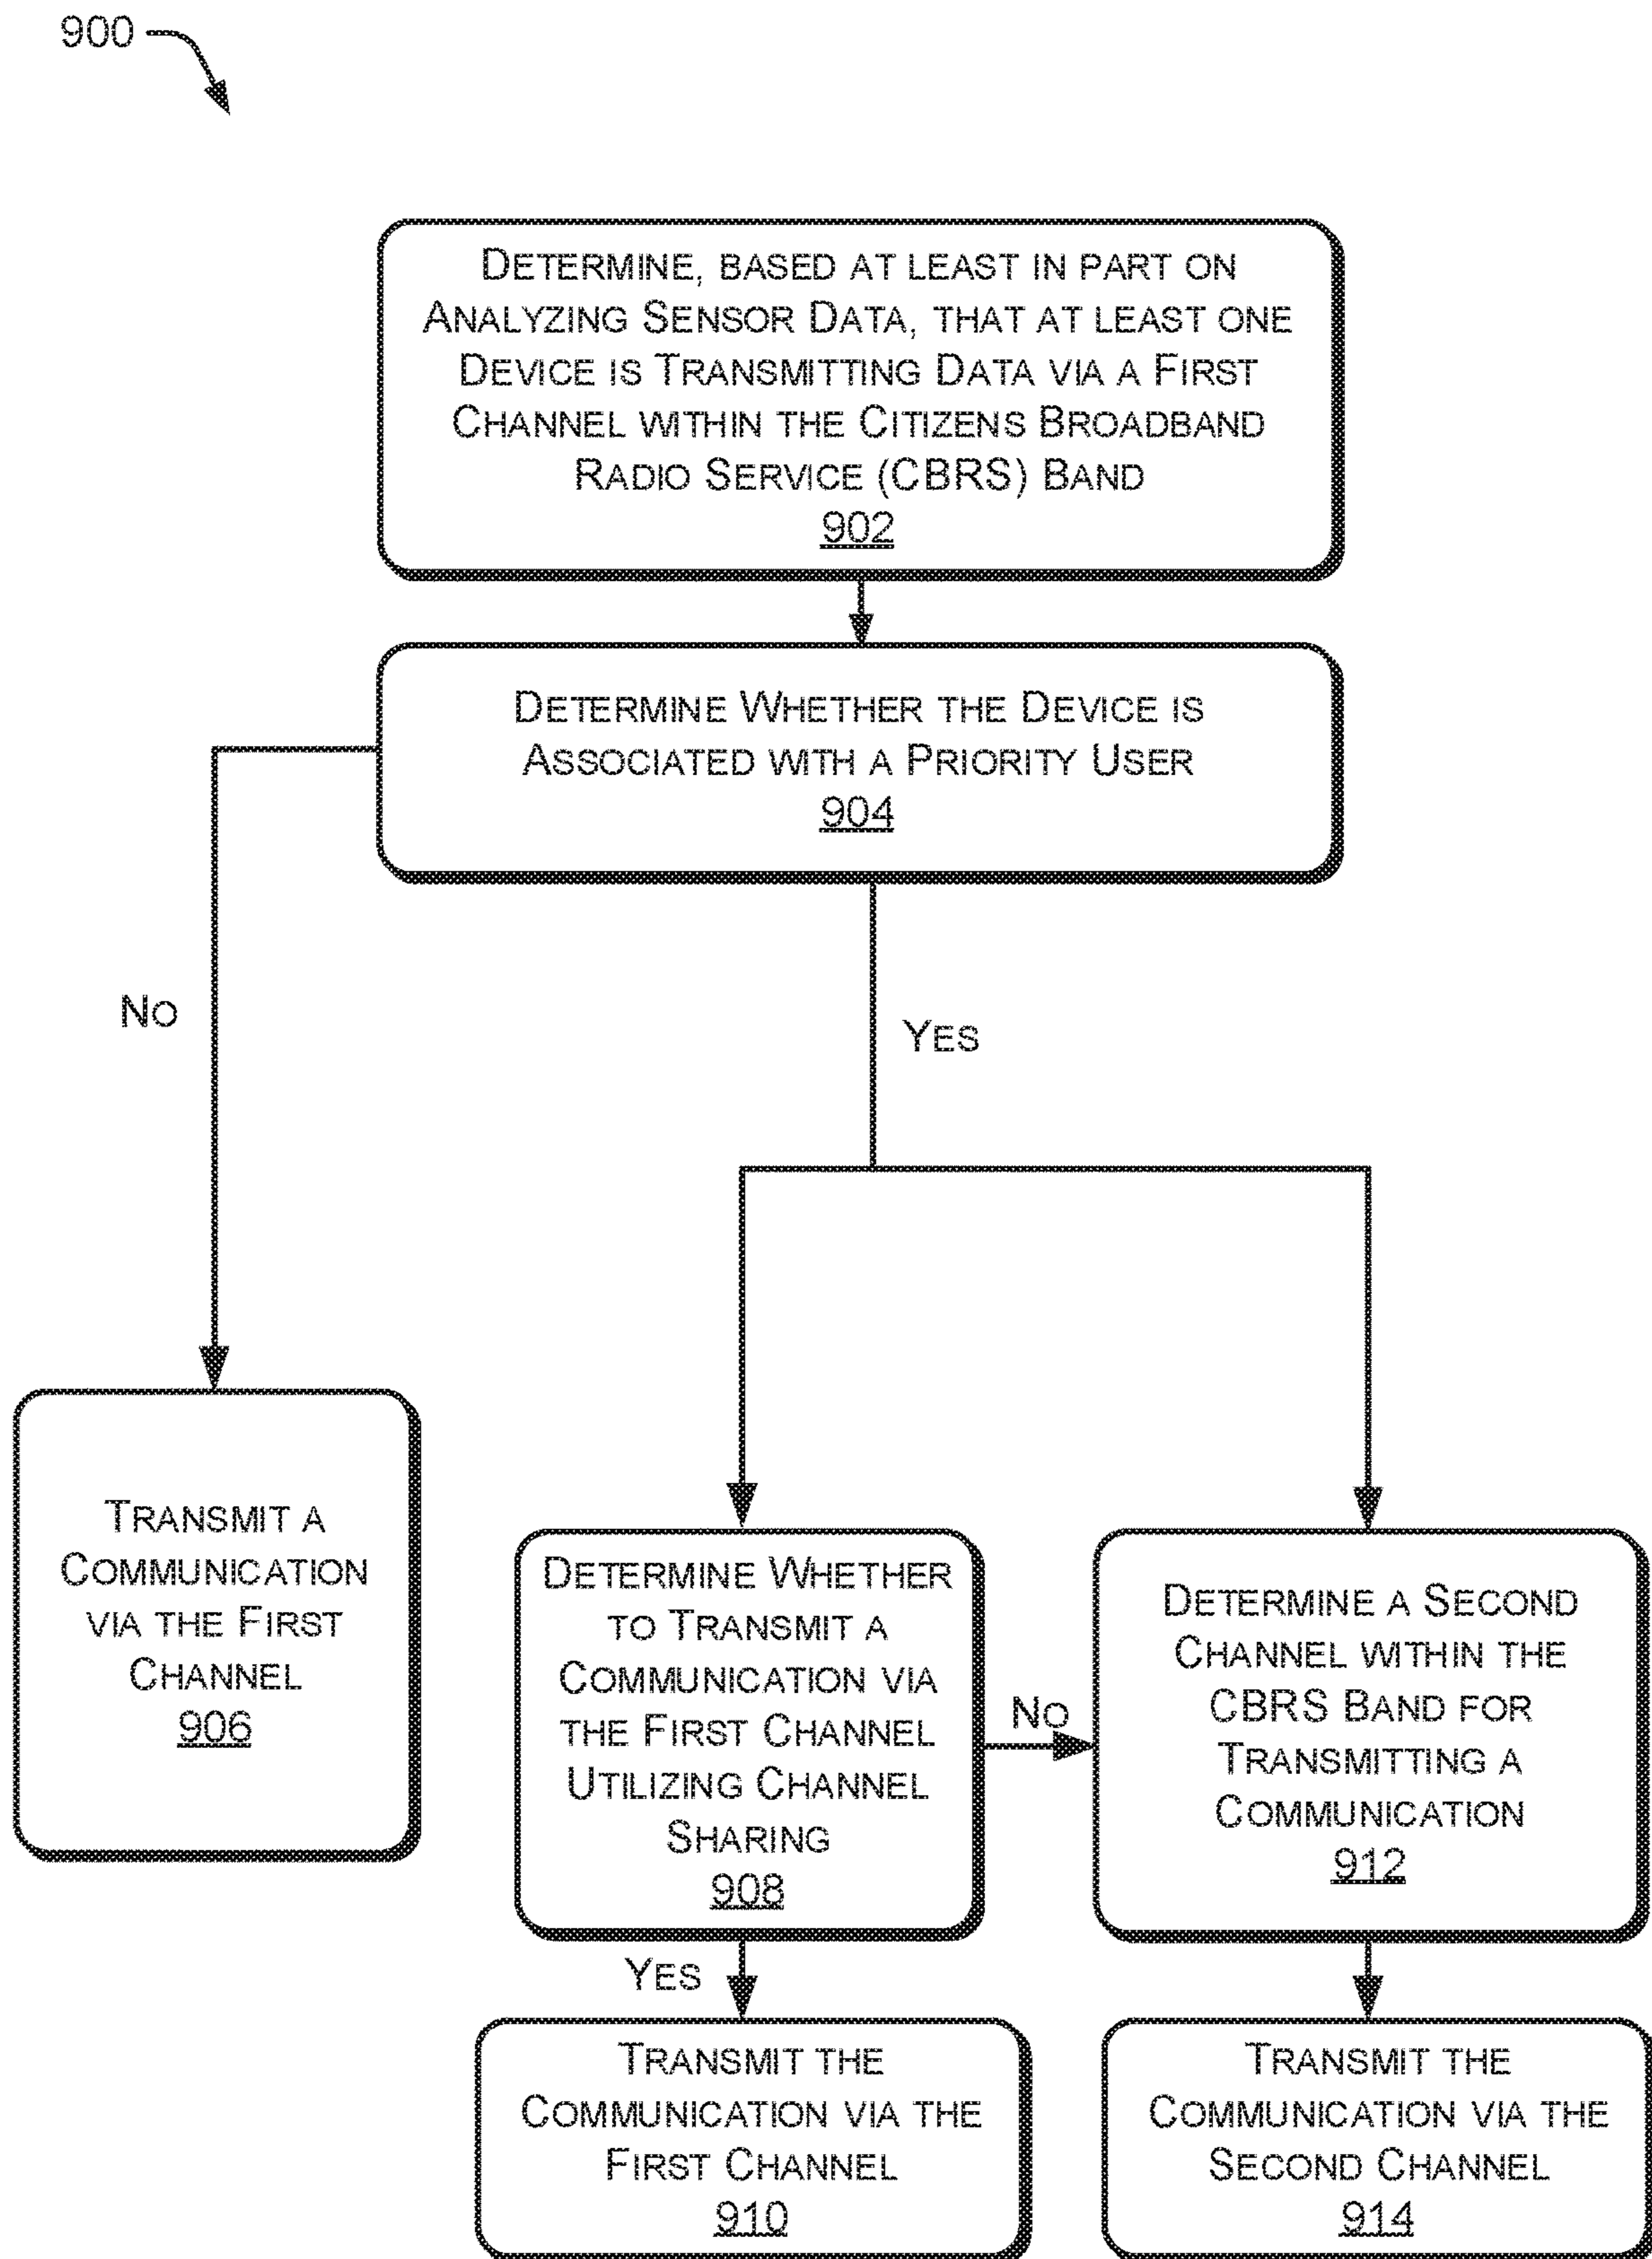 900
DETERMINE, BASED AT LEAST IN PART ON
ANALYZING SENSOR DATA, THAT AT LEAST ONE
DEVICE IS TRANSMITTING DATA VIA A FIRST
CHANNEL WITHIN THE CITIZENS BROADBAND
RADIO SERVICE (CBRS) BAND
902
DETERMINE WHETHER THE DEVICE IS
ASSOCIATED WITH A PRIORITY USER
904
NO
YES
TRANSMIT A
COMMUNICATION
VIA THE FIRST
CHANNEL
906
DETERMINE WHETHER
TO TRANSMIT A
COMMUNICATION VIA
THE FIRST CHANNEL
UTILIZING CHANNEL
SHARING
908
NO
DETERMINE A SECOND
CHANNEL WITHIN THE
CBRS BAND FOR
TRANSMITTING A
COMMUNICATION
912
YES
TRANSMIT THE
COMMUNICATION VIA THE
FIRST CHANNEL
910
TRANSMIT THE
COMMUNICATION VIA THE
SECOND CHANNEL
914